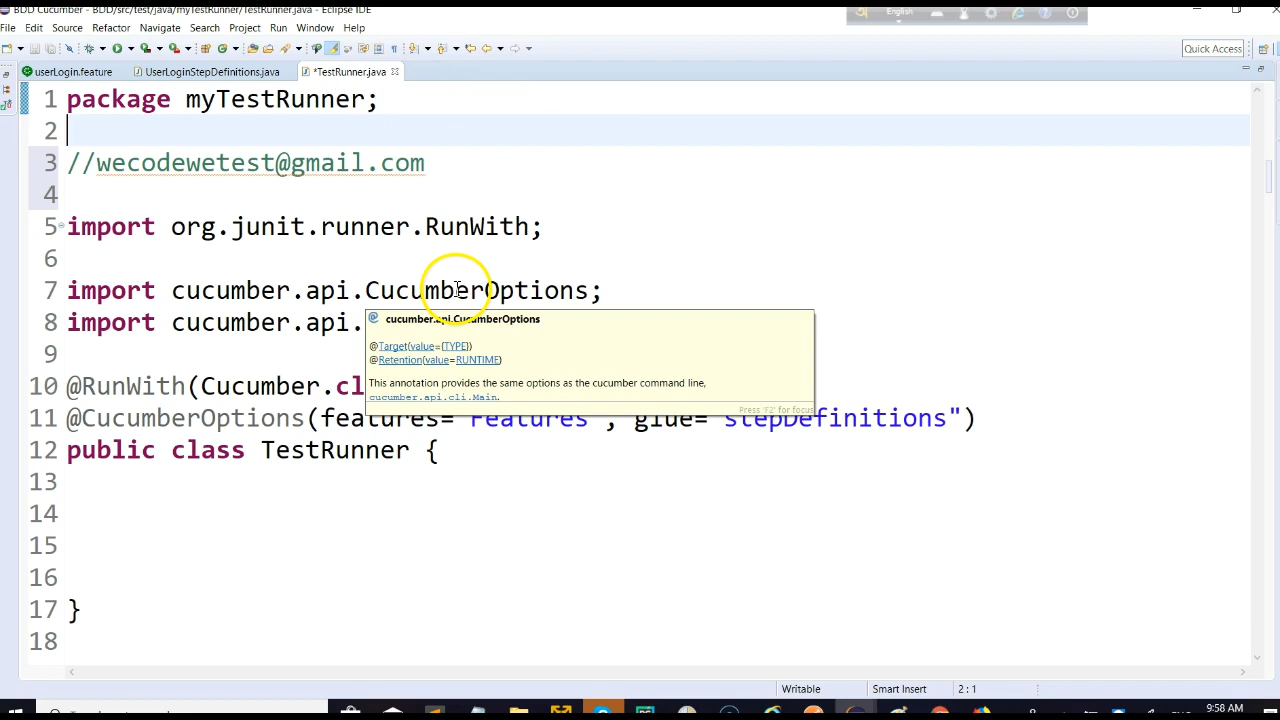 BDD Cucumber - BDD/src/test/java/myTestRunner/TestRunner.java - Eclipse IDE
English
File Edit Source Refactor Navigate Search Project Run Window Help
Quick Access
userLogin.feature UserLoginStepDefinitions.java *TestRunner.java
1 package myTestRunner;
2
3 //wecodewetest@gmail.com
4
5 import org.junit.runner.RunWith;
6
7 import cucumber.api.CucumberOptions;
8 import cucumber.api.
cucumber.api.CucumberOptions
@Target(value={TYPE})
@Retention(value=RUNTIME)
This annotation provides the same options as the cucumber command line,
cucumber.api.cli.Main.
Press 'F2' for focus
9
10 @RunWith(Cucumber.cl
11 @CucumberOptions(features="Features", glue="stepDefinitions")
12 public class TestRunner {
13
14
15
16
17 }
18
Writable Smart Insert 2 : 1
9:58 AM